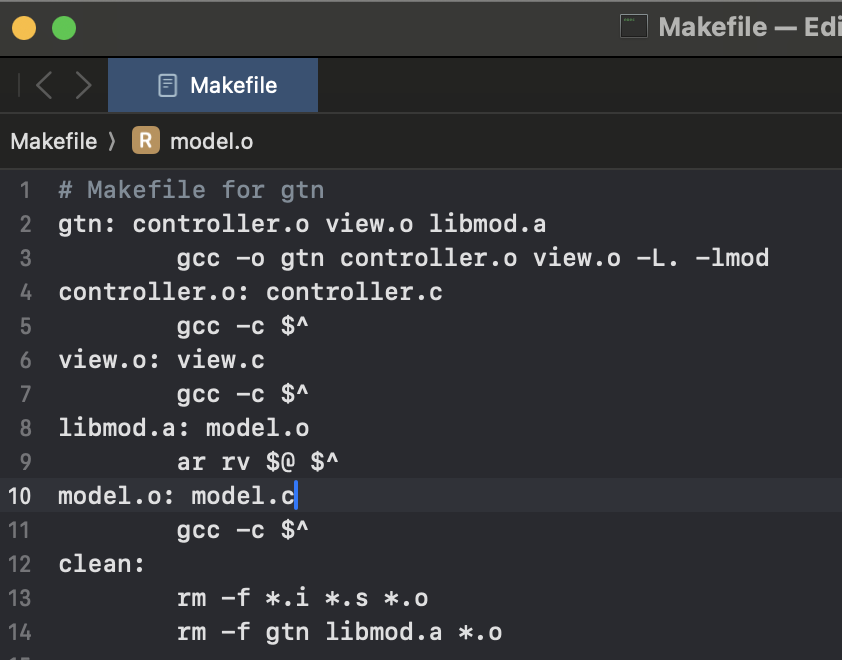 Makefile — Edi
Makefile
Makefile 〉 R model.o
1 # Makefile for gtn
2 gtn: controller.o view.o libmod.a
3 gcc -o gtn controller.o view.o -L. -lmod
4 controller.o: controller.c
5 gcc -c $^
6 view.o: view.c
7 gcc -c $^
8 libmod.a: model.o
9 ar rv $@ $^
10 model.o: model.c
11 gcc -c $^
12 clean:
13 rm -f *.i *.s *.o
14 rm -f gtn libmod.a *.o